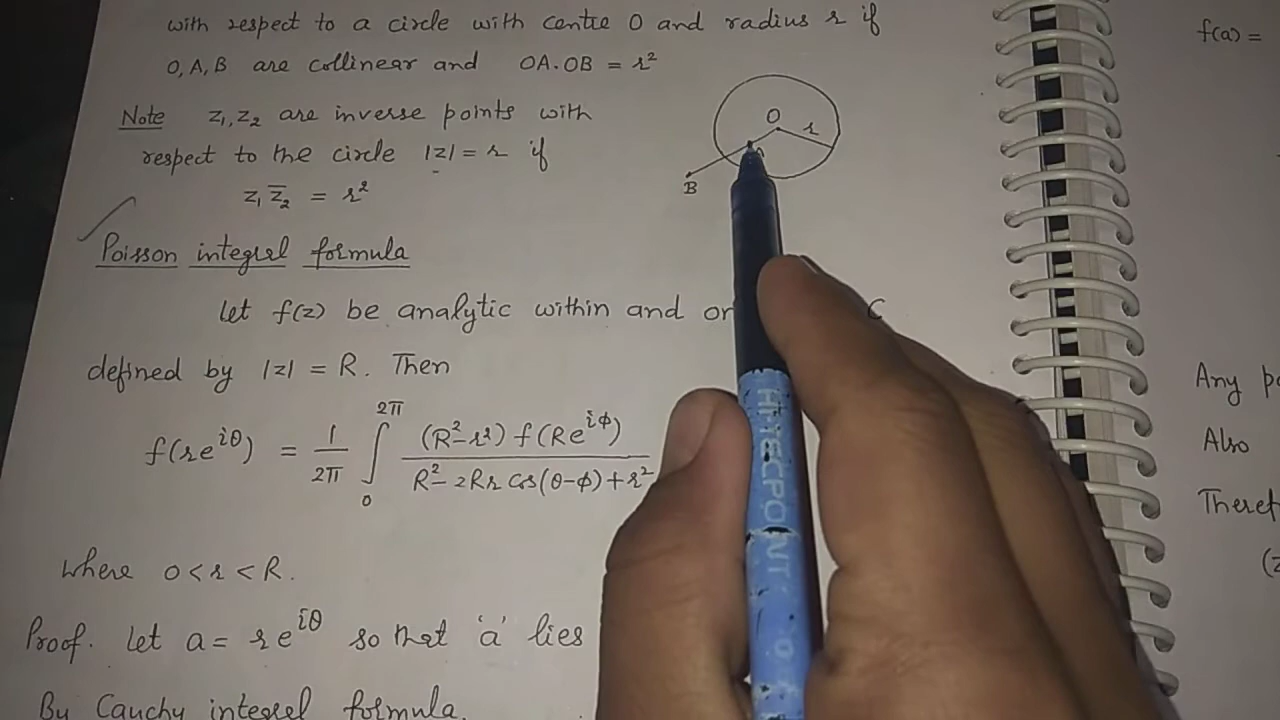 with respect to a circle with centre O and radius r if
O, A, B are collinear and OA.OB = r²
Note z₁, z₂ are inverse points with
respect to the circle |z| = r if
z₁z̅₂ = r²
O
r
B
Poisson integral formula
Let f(z) be analytic within and on C
defined by |z| = R. Then
f(re^{iθ}) = 1/2π ∫₀^{2π} (R²-r²) f(Re^{iφ}) / R²-2Rr cos(θ-φ)+r²
where 0<r<R.
Proof. Let a = re^{iθ} so that 'a' lies
By Cauchy integral formula.
HI-TECPOINT
f(a) =
Any
Also
(z